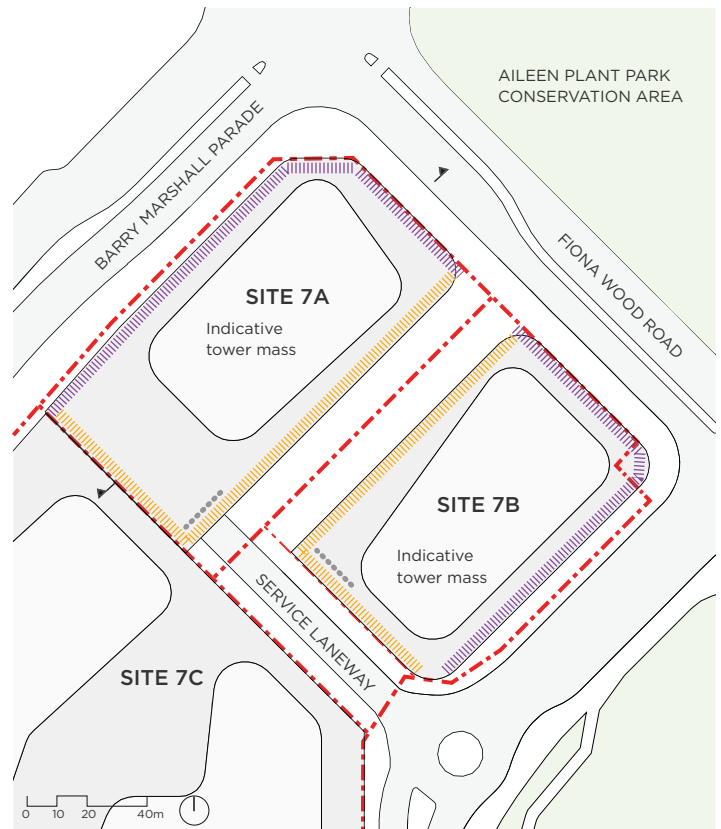 AILEEN PLANT PARK
CONSERVATION AREA
BARRY MARSHALL PARADE
FIONA WOOD ROAD
SITE 7A
Indicative
tower mass
SITE 7B
Indicative
tower mass
SERVICE LANEWAY
SITE 7C
0 10 20 40m